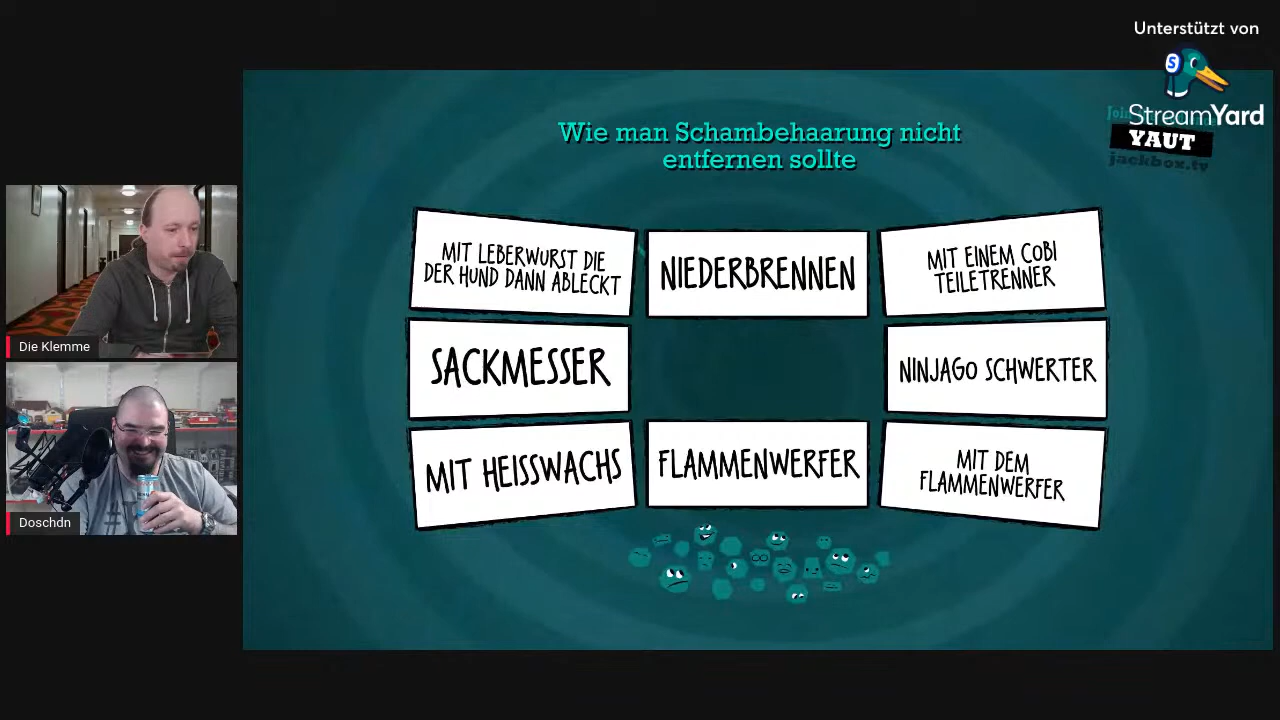 Unterstützt von
StreamYard
YAUT
jackbox.tv
Wie man Schambehaarung nicht
entfernen sollte
MIT LEBERWURST DIE
DER HUND DANN ABLECKT
NIEDERBRENNEN
MIT EINEM COBI
TEILETRENNER
SACKMESSER
NINJAGO SCHWERTER
MIT HEISSWACHS
FLAMMENWERFER
MIT DEM
FLAMMENWERFER
Die Klemme
Doschdn